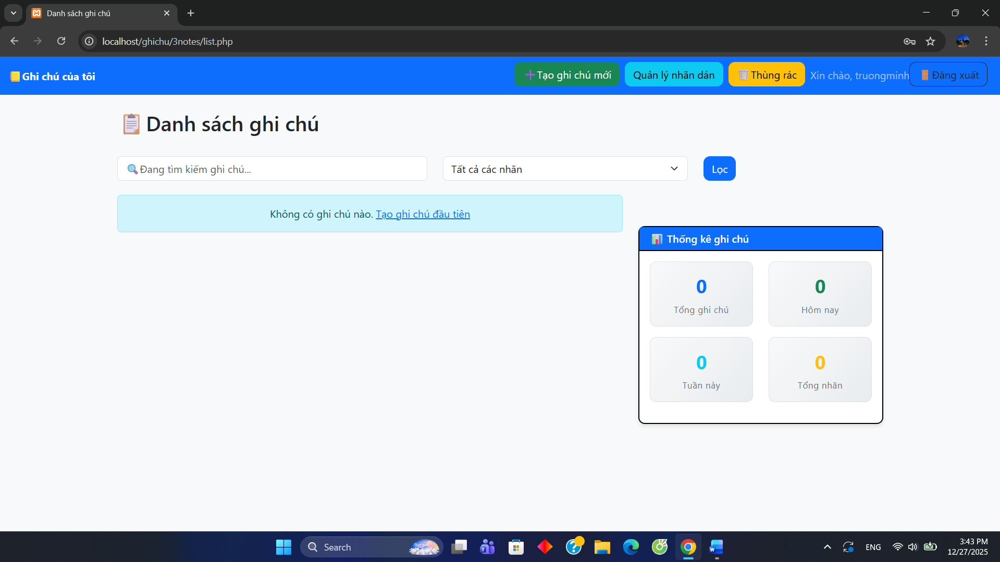 Danh sách ghi chú
localhost/ghichu/3notes/list.php
Ghi chú của tôi
Tạo ghi chú mới
Quản lý nhãn dán
Thùng rác
Xin chào, truongminh
Đăng xuất
Danh sách ghi chú
Đang tìm kiếm ghi chú...
Tất cả các nhãn
Lọc
Không có ghi chú nào. Tạo ghi chú đầu tiên
Thống kê ghi chú
0
Tổng ghi chú
0
Hôm nay
0
Tuần này
0
Tổng nhãn
Search
ENG
3:43 PM
12/27/2025